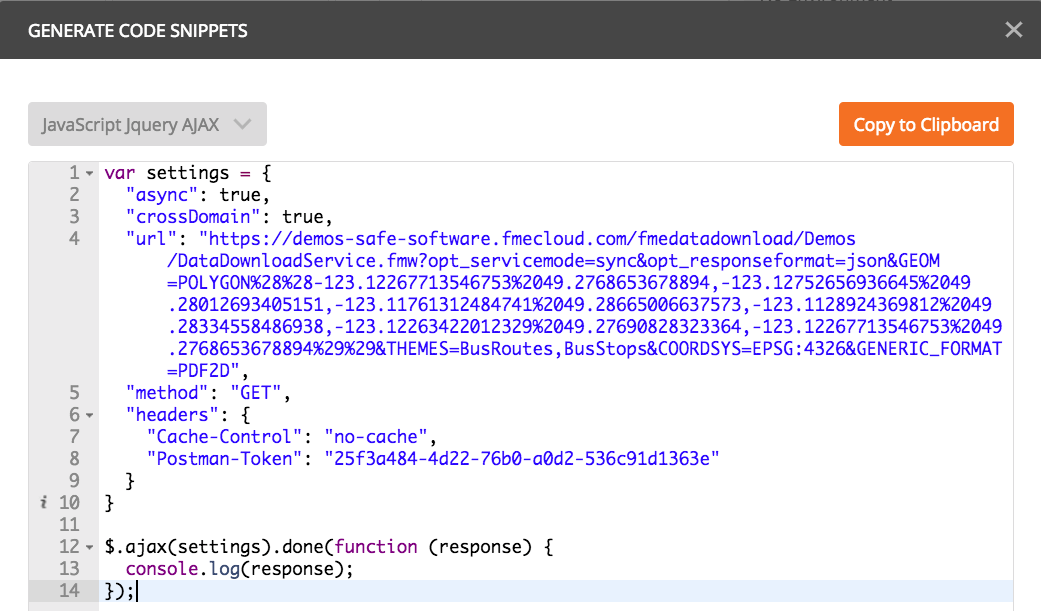 GENERATE CODE SNIPPETS
JavaScript Jquery AJAX
Copy to Clipboard
1 var settings = {
2 "async": true,
3 "crossDomain": true,
4 "url": "https://demos-safe-software.fmecloud.com/fmedatadownload/Demos
/DataDownloadService.fmw?opt_servicemode=sync&opt_responseformat=json&GEOM
=POLYGON%28%28-123.12267713546753%2049.2768653678894,-123.12752656936645%2049
.28012693405151,-123.11761312484741%2049.28665006637573,-123.1128924369812%2049
.28334558486938,-123.12263422012329%2049.27690828323364,-123.12267713546753%2049
.2768653678894%29%29&THEMES=BusRoutes,BusStops&COORDSYS=EPSG:4326&GENERIC_FORMAT
=PDF2D",
5 "method": "GET",
6 "headers": {
7 "Cache-Control": "no-cache",
8 "Postman-Token": "25f3a484-4d22-76b0-a0d2-536c91d1363e"
9 }
i 10 }
11
12 $.ajax(settings).done(function (response) {
13 console.log(response);
14 });